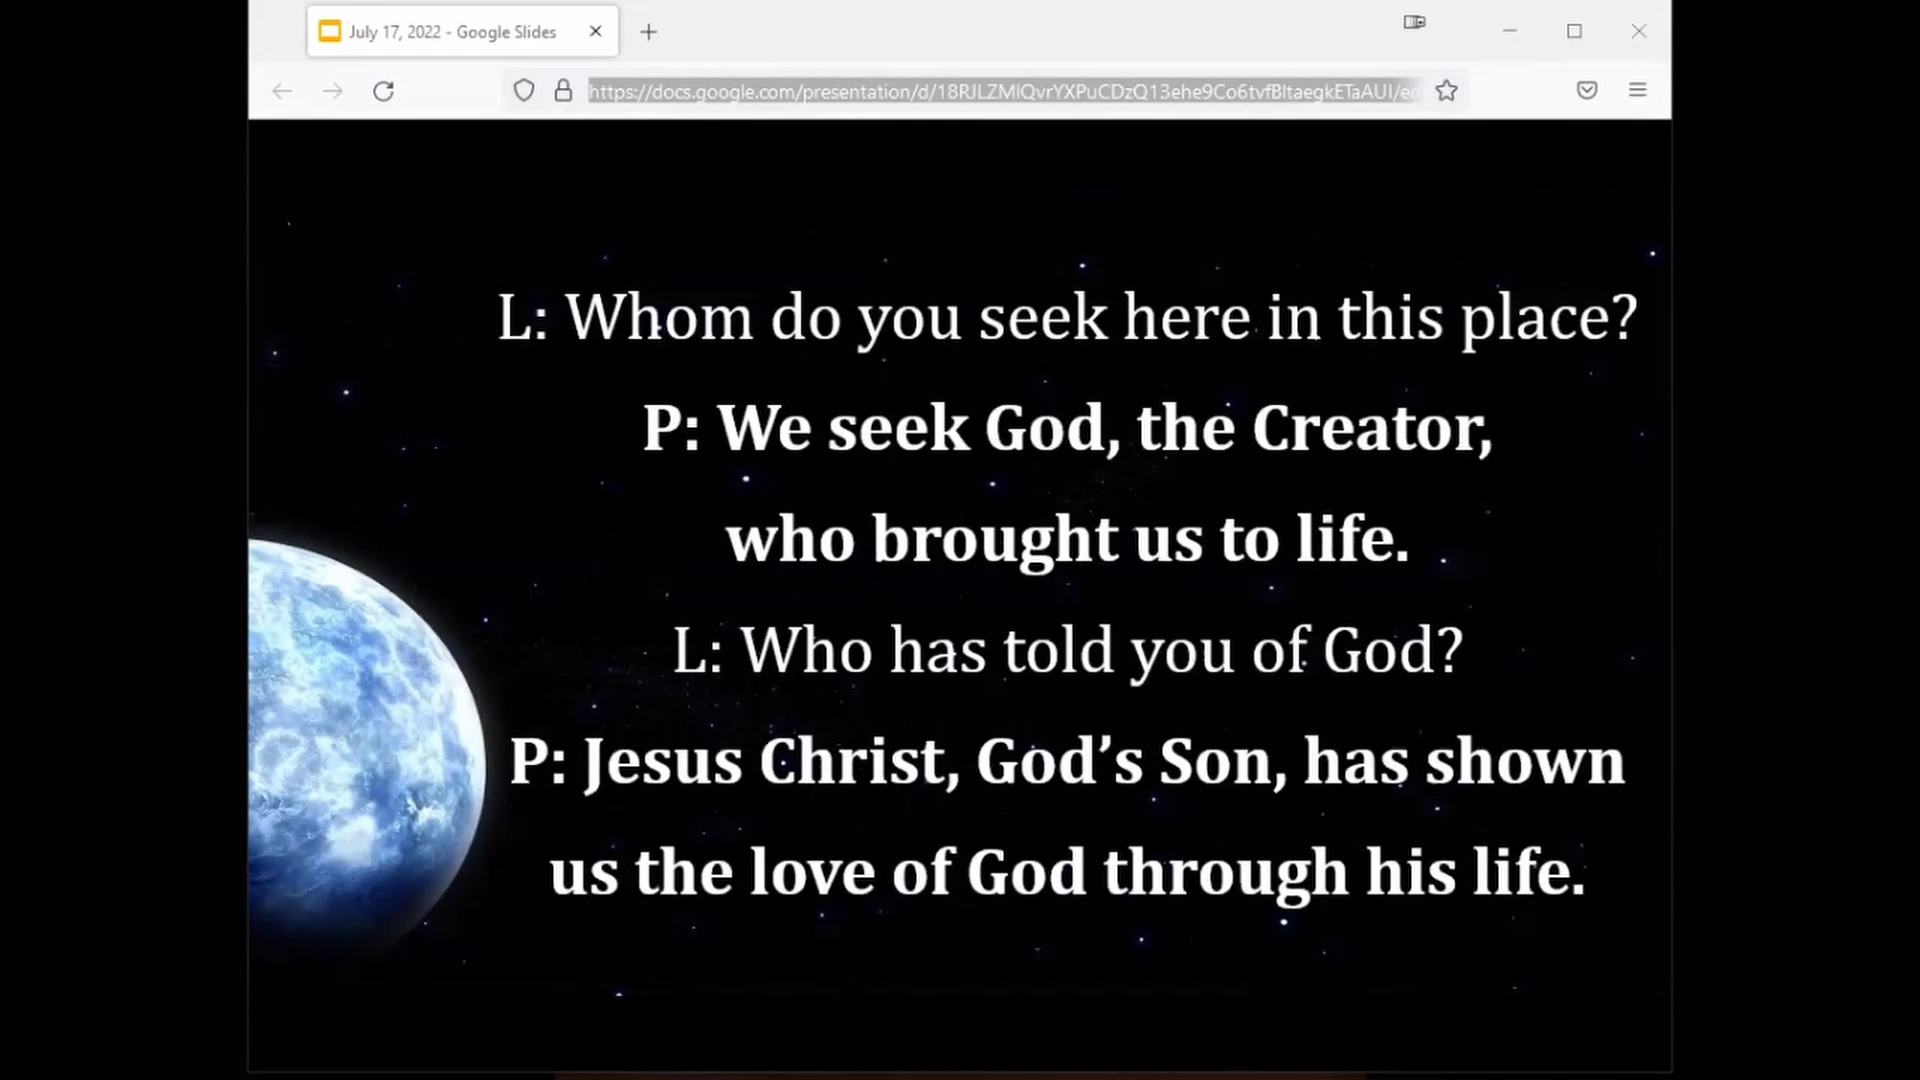 July 17, 2022 - Google Slides
https://docs.google.com/presentation/d/
L: Whom do you seek here in this place?
P: We seek God, the Creator,
who brought us to life.
L: Who has told you of God?
P: Jesus Christ, God’s Son, has shown
us the love of God through his life.